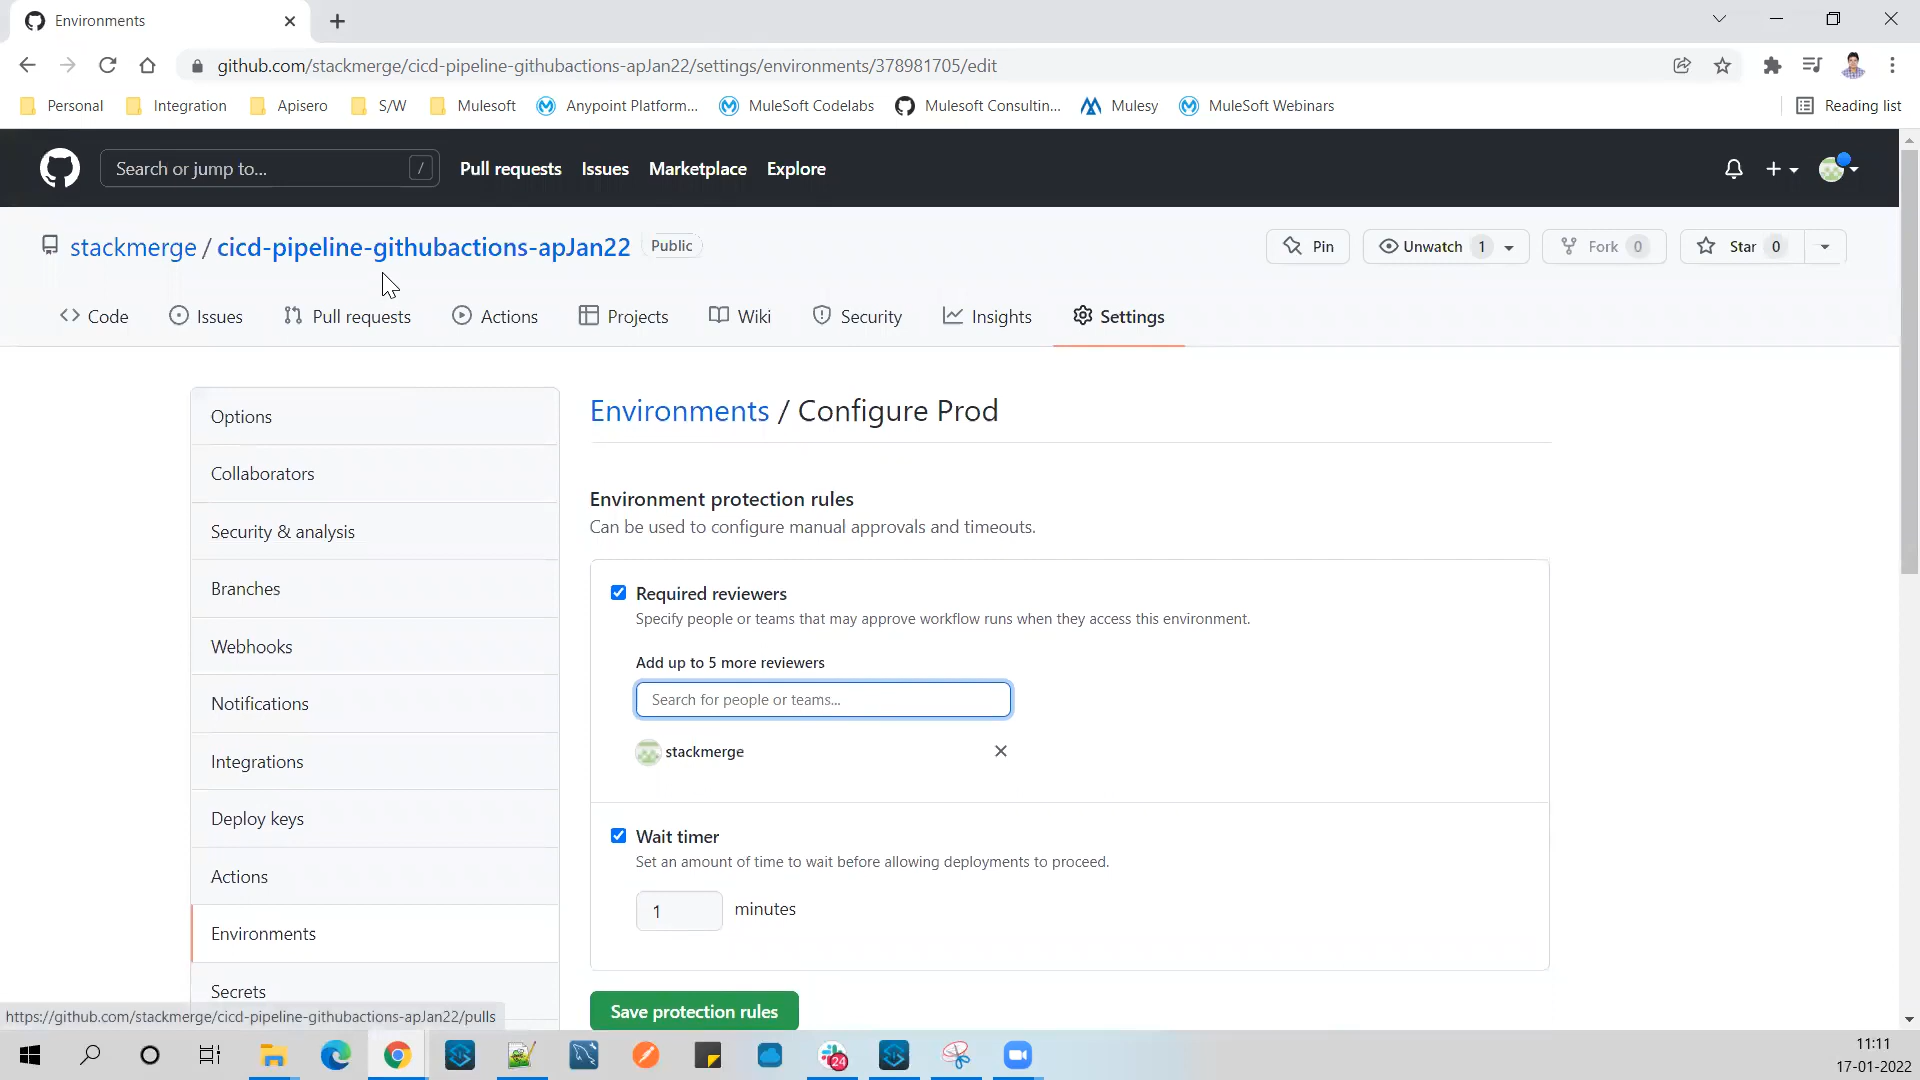 Environments
github.com/stackmerge/cicd-pipeline-githubactions-apJan22/settings/environments/378981705/edit
Personal Integration Apisero S/W Mulesoft Anypoint Platform... MuleSoft Codelabs Mulesoft Consultin... Mulesy MuleSoft Webinars Reading list
Search or jump to... / Pull requests Issues Marketplace Explore
stackmerge / cicd-pipeline-githubactions-apJan22 Public Pin Unwatch 1 Fork 0 Star 0
Code Issues Pull requests Actions Projects Wiki Security Insights Settings
Options
Collaborators
Security & analysis
Branches
Webhooks
Notifications
Integrations
Deploy keys
Actions
Environments
Secrets
Environments / Configure Prod
Environment protection rules
Can be used to configure manual approvals and timeouts.
Required reviewers
Specify people or teams that may approve workflow runs when they access this environment.
Add up to 5 more reviewers
Search for people or teams...
stackmerge
Wait timer
Set an amount of time to wait before allowing deployments to proceed.
1 minutes
Save protection rules
https://github.com/stackmerge/cicd-pipeline-githubactions-apJan22/pulls
24
11:11
17-01-2022